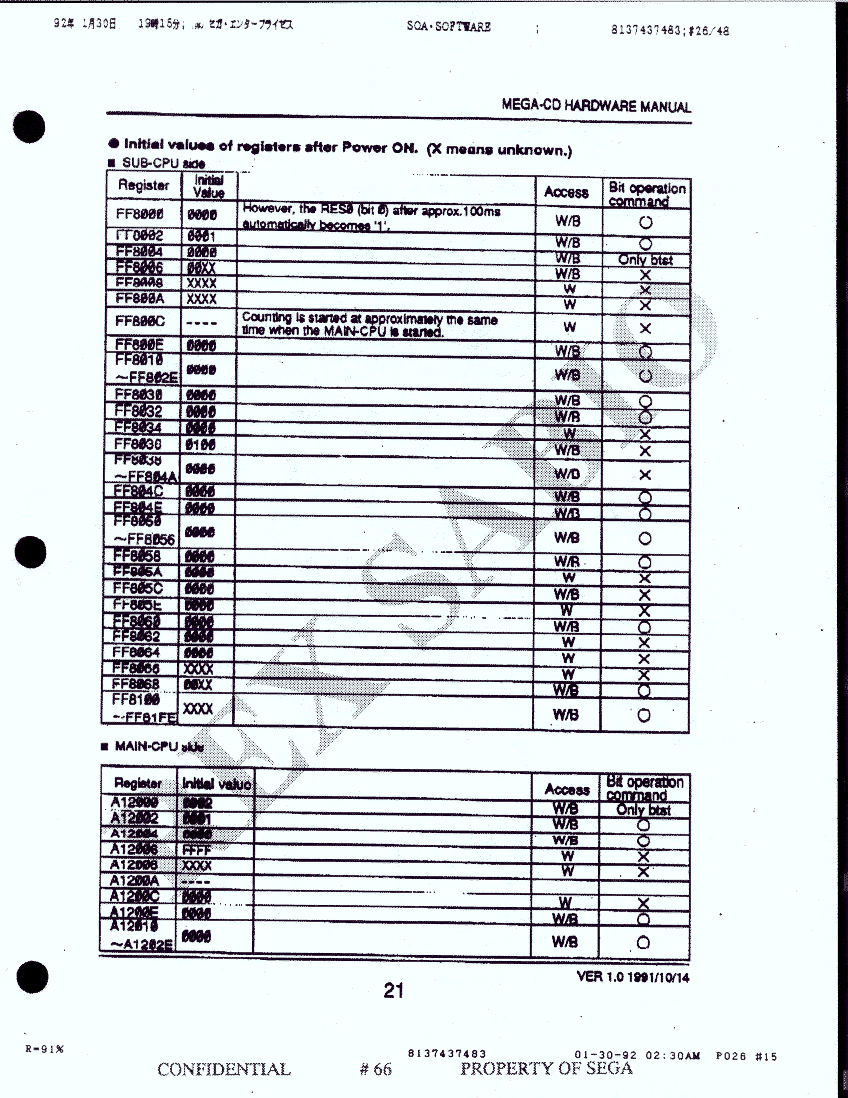 92年 1月30日 19時15分; セガ・エンタープライゼス SOA・SOFTWARE ; 8137437483;#26/48
MEGA-CD HARDWARE MANUAL
● Initial values of registers after Power ON. (X means unknown.)
■ SUB-CPU side
Register Initial Value Access Bit operation command
FF8000 0000 However, the RES0 (bit 0) after approx.100ms automatically becomes '1'. W/B ○
FF8002 0001 W/B ○
FF8004 0000 W/B Only btst
FF8006 00XX W/B ×
FF8008 XXXX W ×
FF800A XXXX W ×
FF800C ---- Counting is started at approximately the same time when the MAIN-CPU is started. W ×
FF800E 0000 W/B ○
FF8010 ~FF802E 0000 W/B ○
FF8030 0000 W/B ○
FF8032 0000 W/B ○
FF8034 0000 W ×
FF8036 0100 W/B ×
FF8038 ~FF804A 0000 W/B ×
FF804C 0000 W/B ○
FF804E 0000 W/B ○
~FF8056 0000 W/B ○
FF8058 0000 W/B ○
FF805A 0000 W ×
FF805C 0000 W/B ×
FF805E 0000 W ×
FF8060 0000 W/B ○
FF8062 0000 W ×
FF8064 0000 W ×
FF8066 XXXX W ×
FF8068 00XX W/B ○
FF8100 ~FF81FE XXXX W/B ○
■ MAIN-CPU side
Register Initial value Access Bit operation command
A12000 0002 W/B Only btst
A12002 0001 W/B ○
A12004 0000 W/B ○
A12006 FFFF W ×
A12008 XXXX W ×
A1200A ----
A1200C 0000 W ×
A1200E 0000 W/B ○
A12010 ~A1202E 0000 W/B ○
VER 1.0 1991/10/14
21
R-91% 8137437483 01-30-92 02:30AM P026 #15
CONFIDENTIAL #66 PROPERTY OF SEGA
EX SABIO